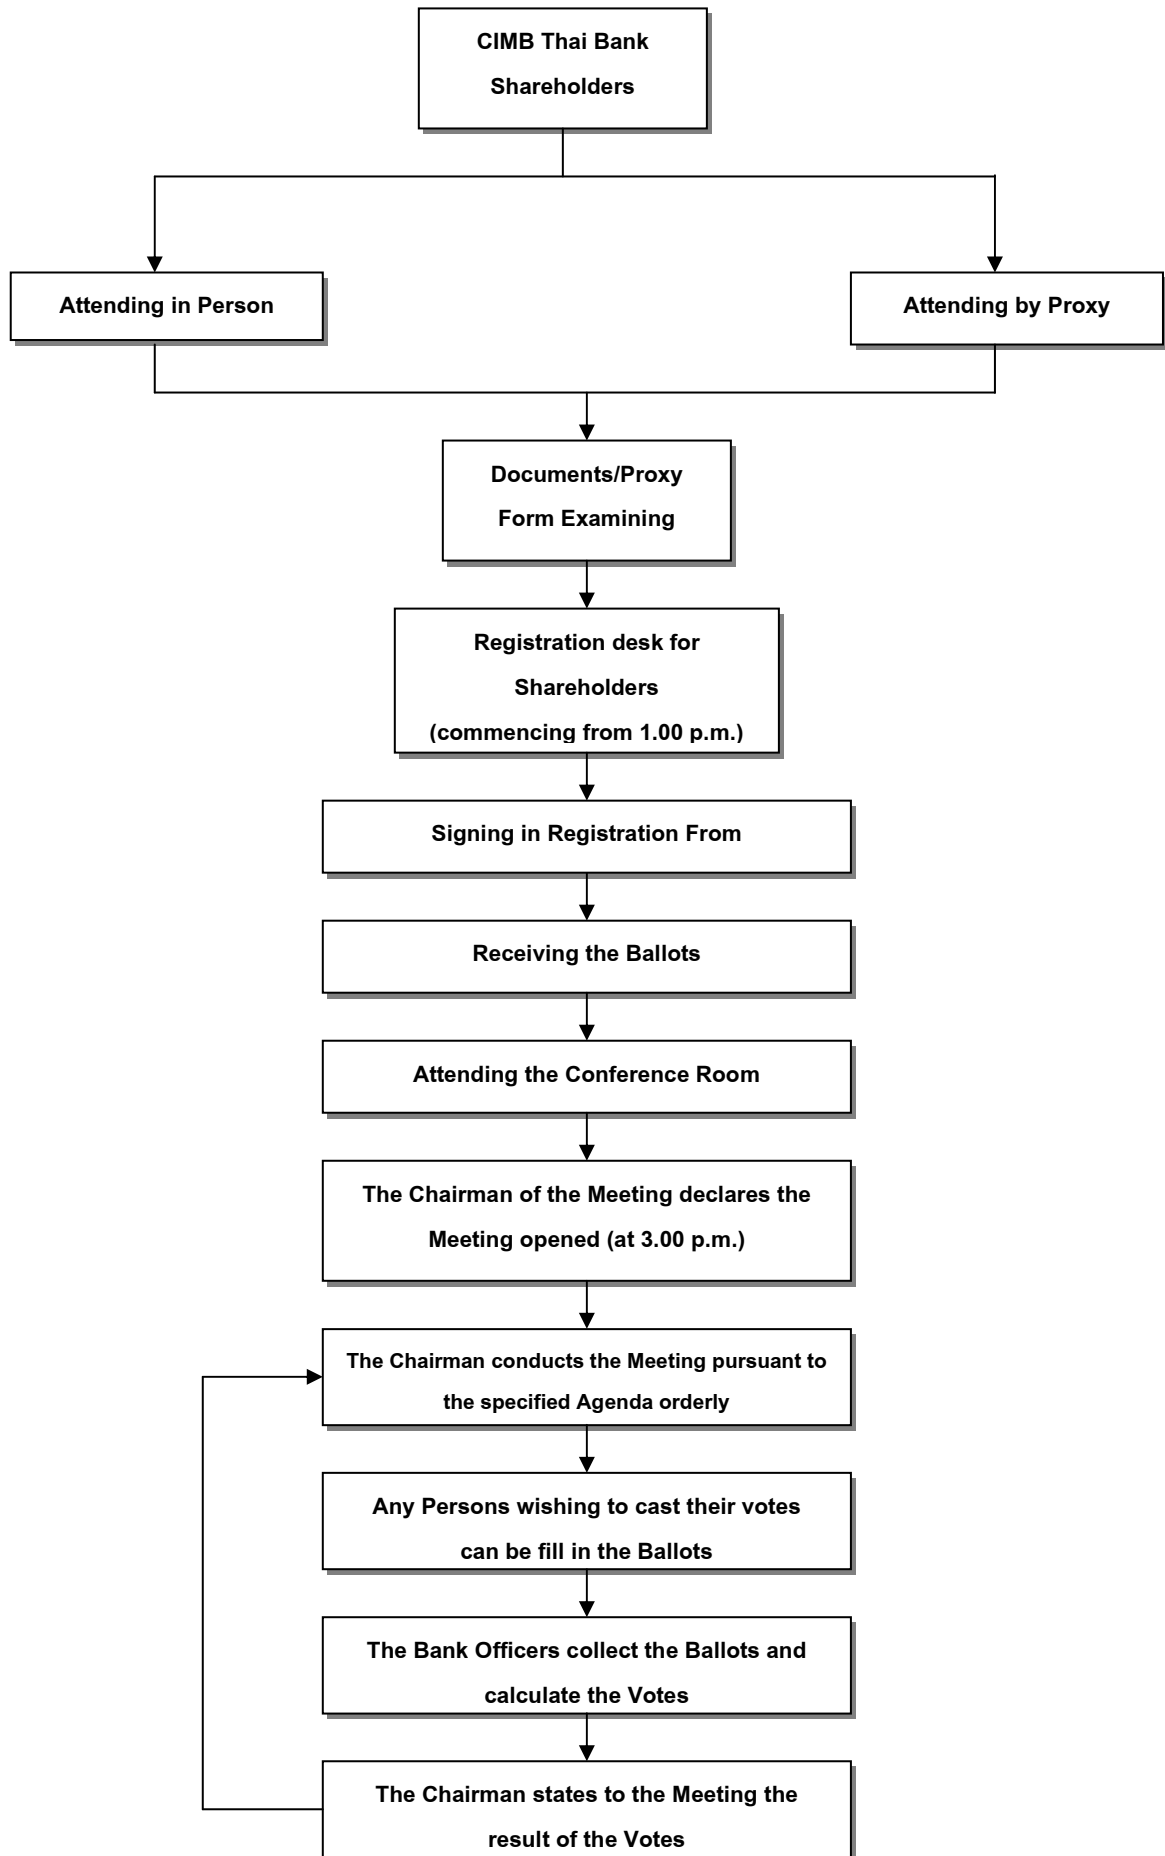 CIMB Thai Bank
Shareholders
Attending in Person
Attending by Proxy
Documents/Proxy
Form Examining
Registration desk for
Shareholders
(commencing from 1.00 p.m.)
Signing in Registration From
Receiving the Ballots
Attending the Conference Room
The Chairman of the Meeting declares the
Meeting opened (at 3.00 p.m.)
The Chairman conducts the Meeting pursuant to
the specified Agenda orderly
Any Persons wishing to cast their votes
can be fill in the Ballots
The Bank Officers collect the Ballots and
calculate the Votes
The Chairman states to the Meeting the
result of the Votes